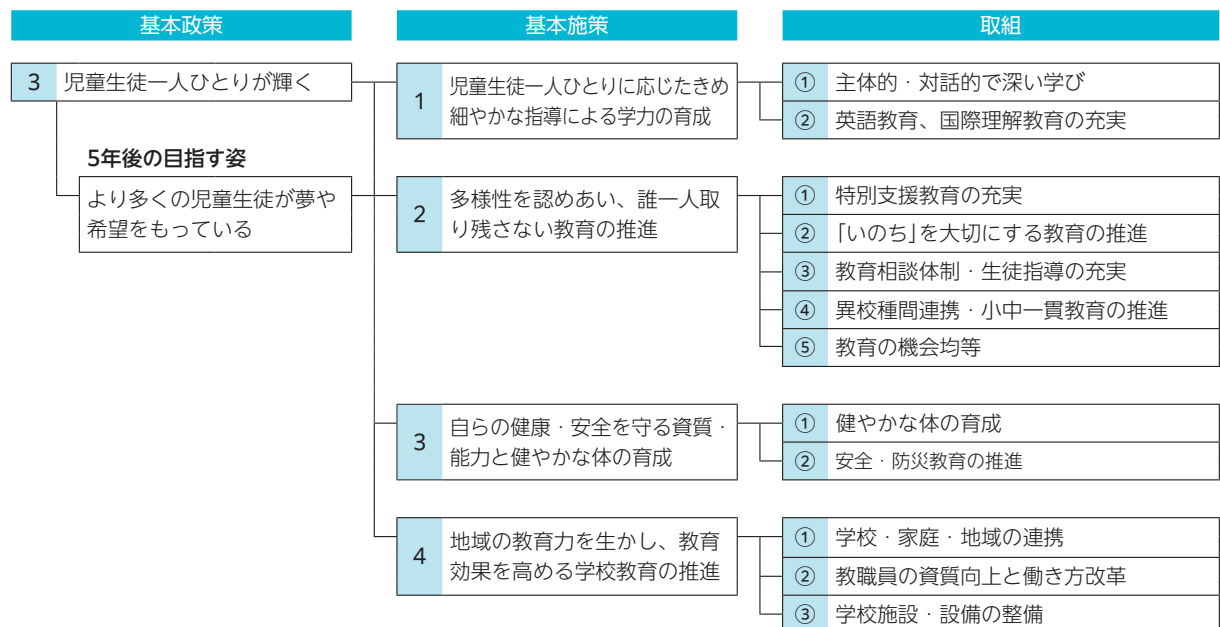 基本政策
基本施策
取組
3 児童生徒一人ひとりが輝く
5年後の目指す姿
より多くの児童生徒が夢や
希望をもっている
1 児童生徒一人ひとりに応じたきめ
細やかな指導による学力の育成
① 主体的・対話的で深い学び
② 英語教育、国際理解教育の充実
2 多様性を認めあい、誰一人取
り残さない教育の推進
① 特別支援教育の充実
② 「いのち」を大切にする教育の推進
③ 教育相談体制・生徒指導の充実
④ 異校種間連携・小中一貫教育の推進
⑤ 教育の機会均等
3 自らの健康・安全を守る資質・
能力と健やかな体の育成
① 健やかな体の育成
② 安全・防災教育の推進
4 地域の教育力を生かし、教育
効果を高める学校教育の推進
① 学校・家庭・地域の連携
② 教職員の資質向上と働き方改革
③ 学校施設・設備の整備